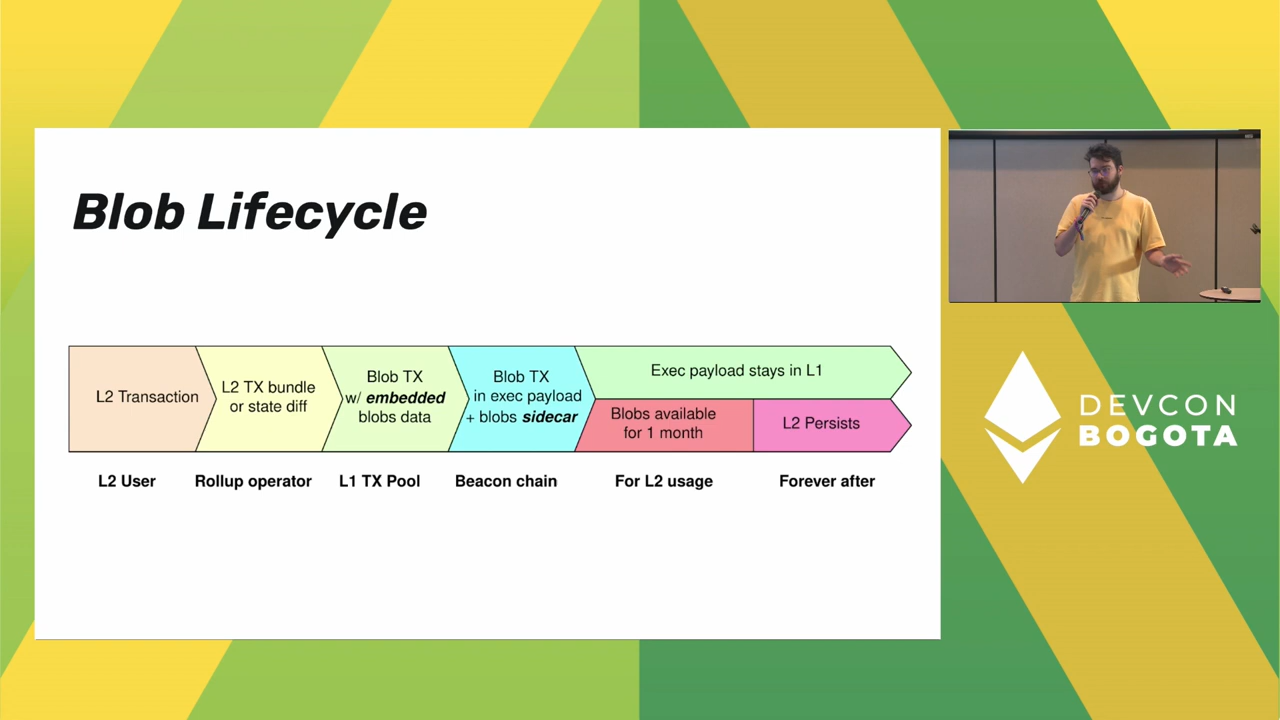 Blob Lifecycle
L2 Transaction
L2 TX bundle
or state diff
Blob TX
w/ embedded
blobs data
Blob TX
in exec payload
+ blobs sidecar
Exec payload stays in L1
Blobs available
for 1 month
L2 Persists
L2 User
Rollup operator
L1 TX Pool
Beacon chain
For L2 usage
Forever after
DEVCON
BOGOTA